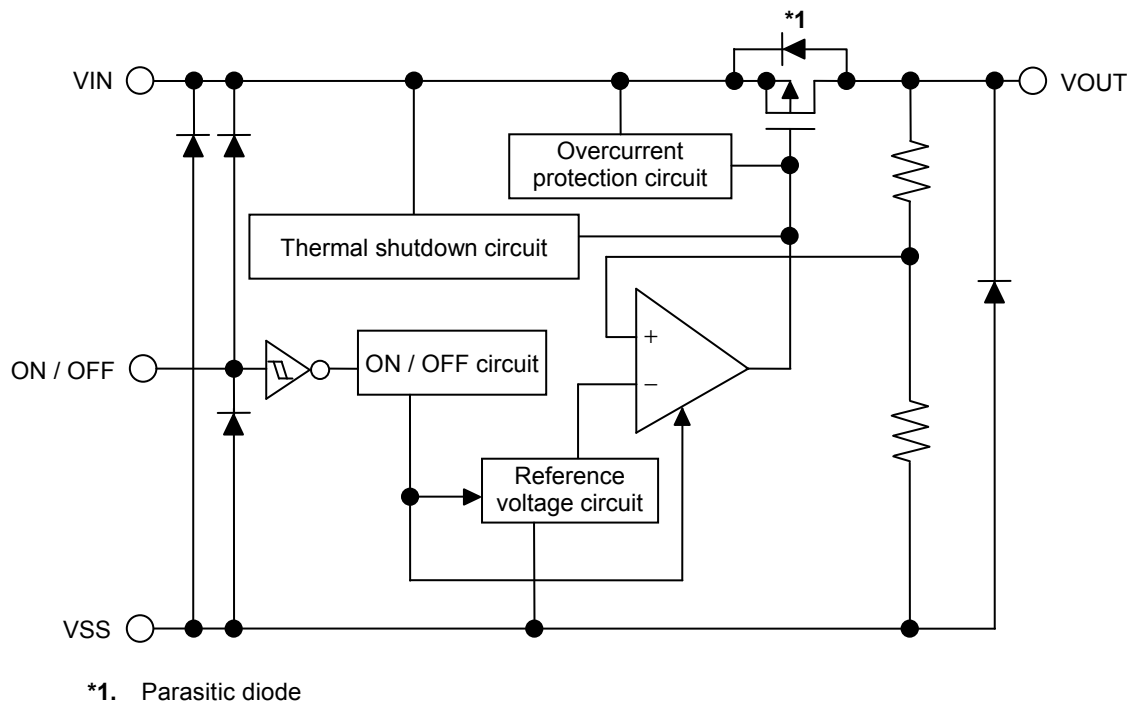 *1
VIN
VOUT
Overcurrent
protection circuit
Thermal shutdown circuit
+
−
ON / OFF
ON / OFF circuit
Reference
voltage circuit
VSS
*1. Parasitic diode